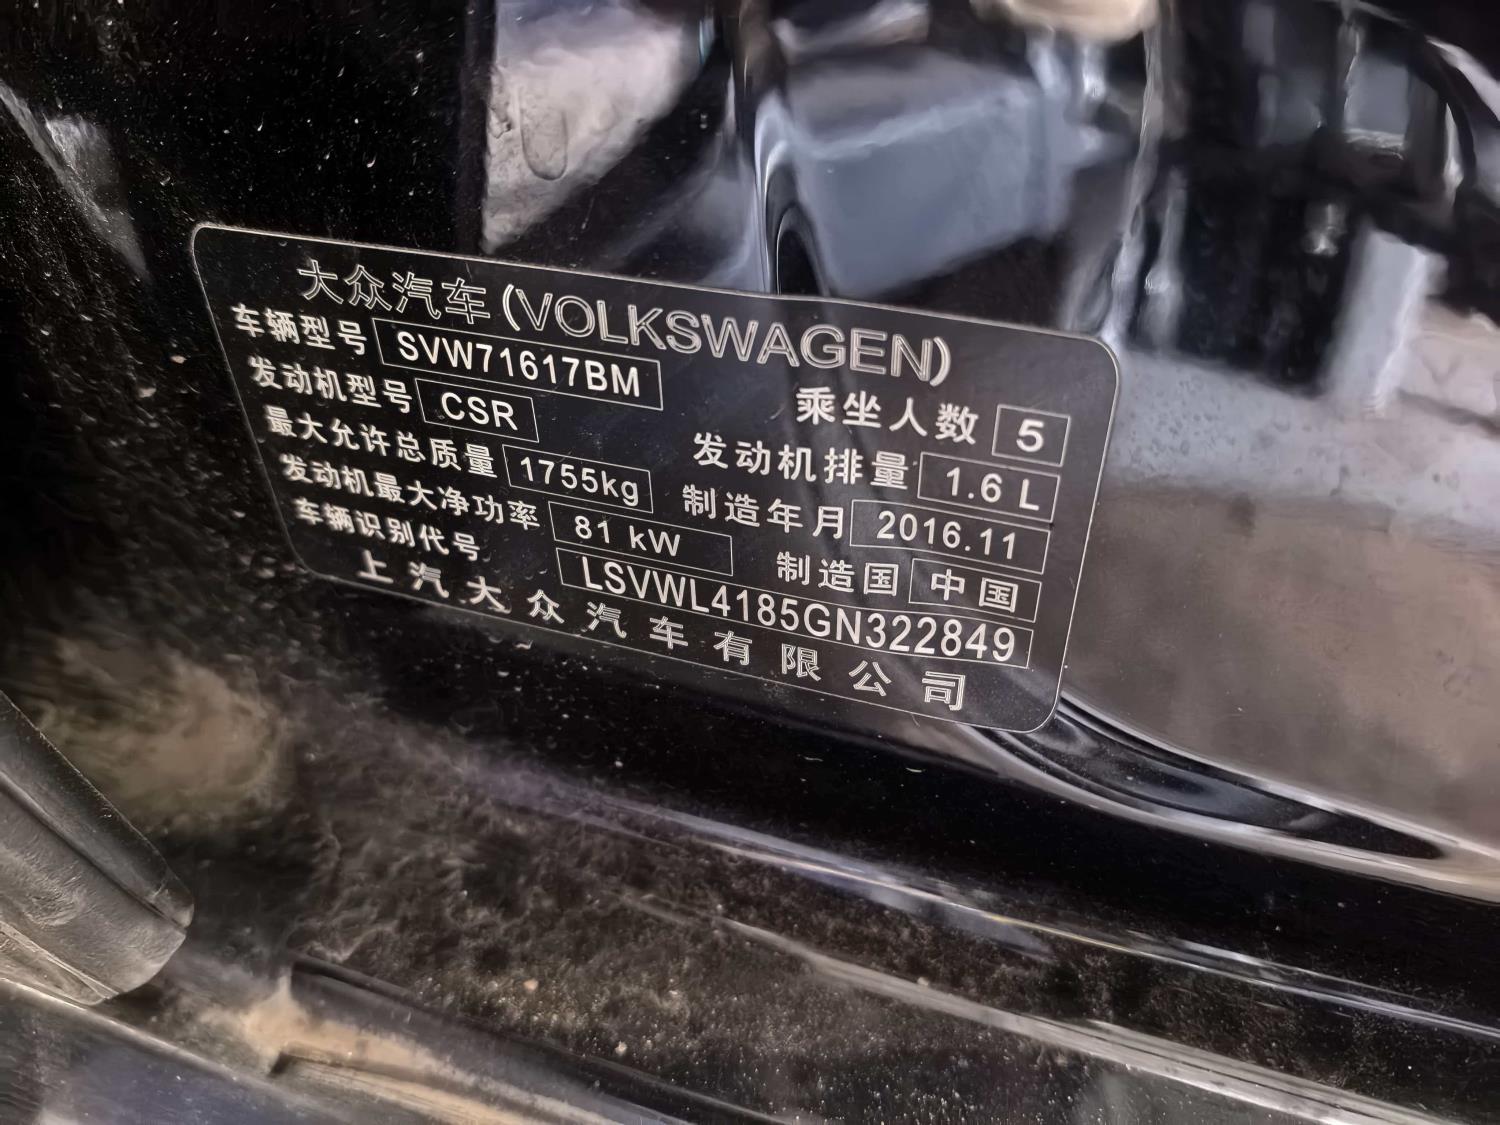 大众汽车(VOLKSWAGEN)
车辆型号 SVW71617BM 乘坐人数 5
发动机型号 CSR 发动机排量 1.6 L
最大允许总质量 1755kg 制造年月 2016.11
发动机最大净功率 81 kW 制造国 中国
车辆识别代号 LSVWL4185GN322849
上汽大众汽车有限公司